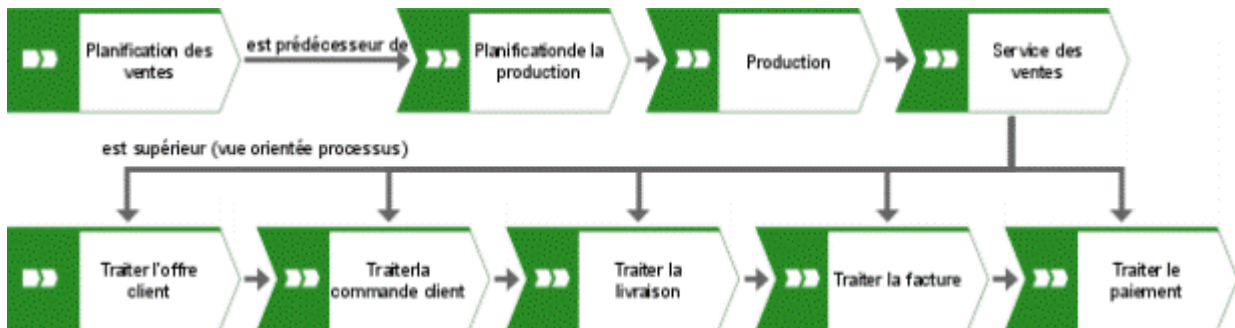 Planification des
ventes
est prédécesseur de
Planificationde la
production
Production
Service des
ventes
est supérieur (vue orientée processus)
Traiter l'offre
client
Traiterla
commande client
Traiter la
livraison
Traiter la facture
Traiter le
paiement